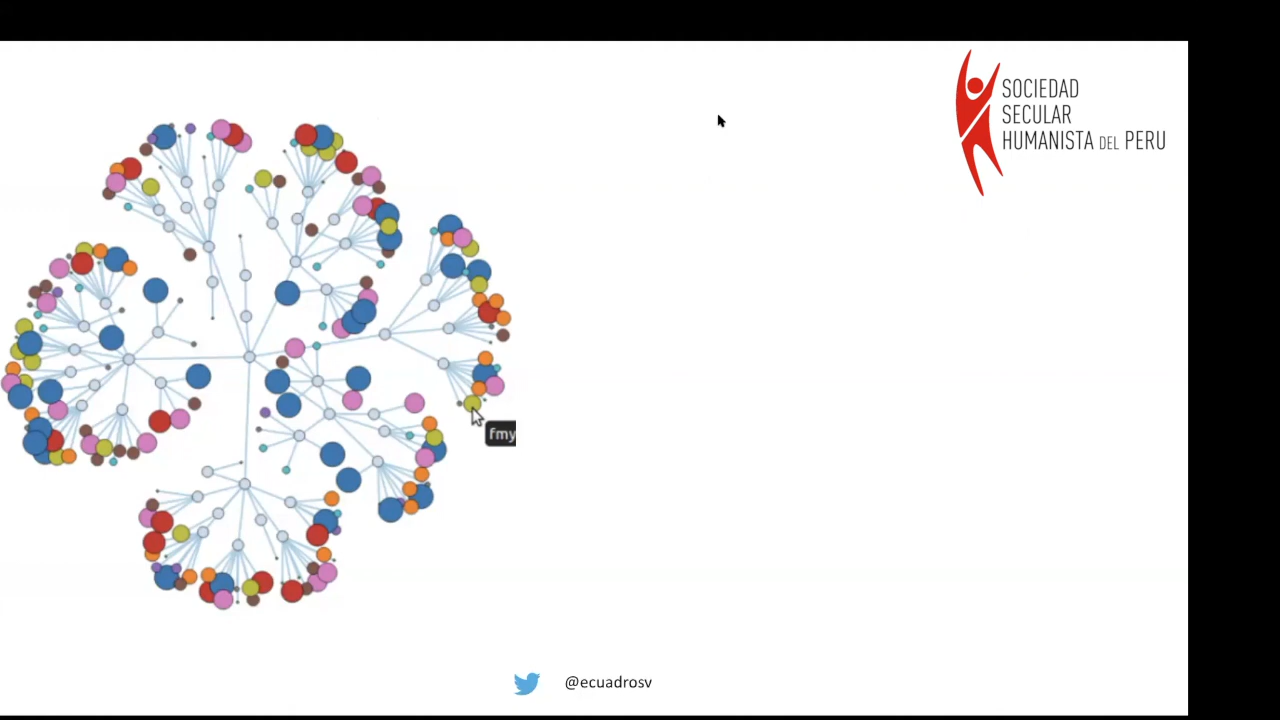 SOCIEDAD
SECULAR
HUMANISTA DEL PERU
fmy
@ecuadrosv